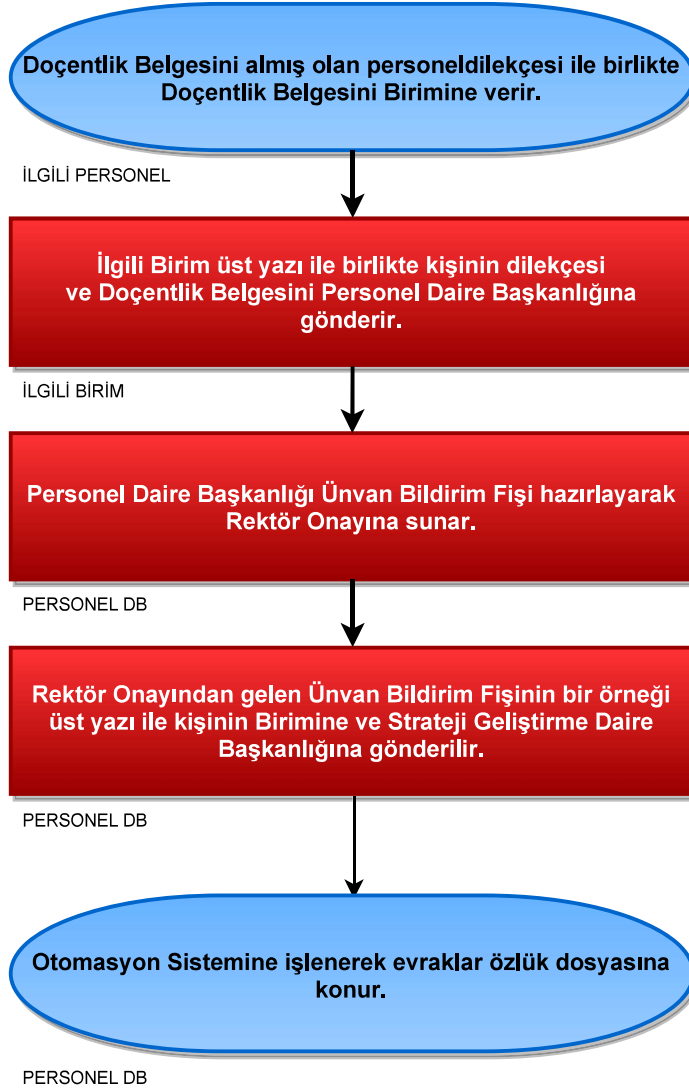 Doçentlik Belgesini almış olan personeldilekçesi ile birlikte
Doçentlik Belgesini Birimine verir.
İLGİLİ PERSONEL
İlgili Birim üst yazı ile birlikte kişinin dilekçesi
ve Doçentlik Belgesini Personel Daire Başkanlığına
gönderir.
İLGİLİ BİRİM
Personel Daire Başkanlığı Ünvan Bildirim Fişi hazırlayarak
Rektör Onayına sunar.
PERSONEL DB
Rektör Onayından gelen Ünvan Bildirim Fişinin bir örneği
üst yazı ile kişinin Birimine ve Strateji Geliştirme Daire
Başkanlığına gönderilir.
PERSONEL DB
Otomasyon Sistemine işlenerek evraklar özlük dosyasına
konur.
PERSONEL DB